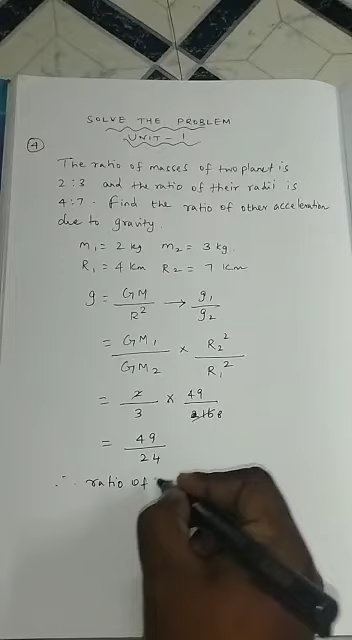 SOLVE THE PROBLEM
UNIT - 1
4
The ratio of masses of two planet is
2:3 and the ratio of their radii is
4:7. Find the ratio of other acceleration
due to gravity.
M₁ = 2 kg M₂ = 3 kg.
R₁ = 4 km R₂ = 7 km
g = GM / R² → g₁ / g₂
= GM₁ / GM₂ × R₂² / R₁²
= 2 / 3 × 49 / 16 8
= 49 / 24
∴ ratio of